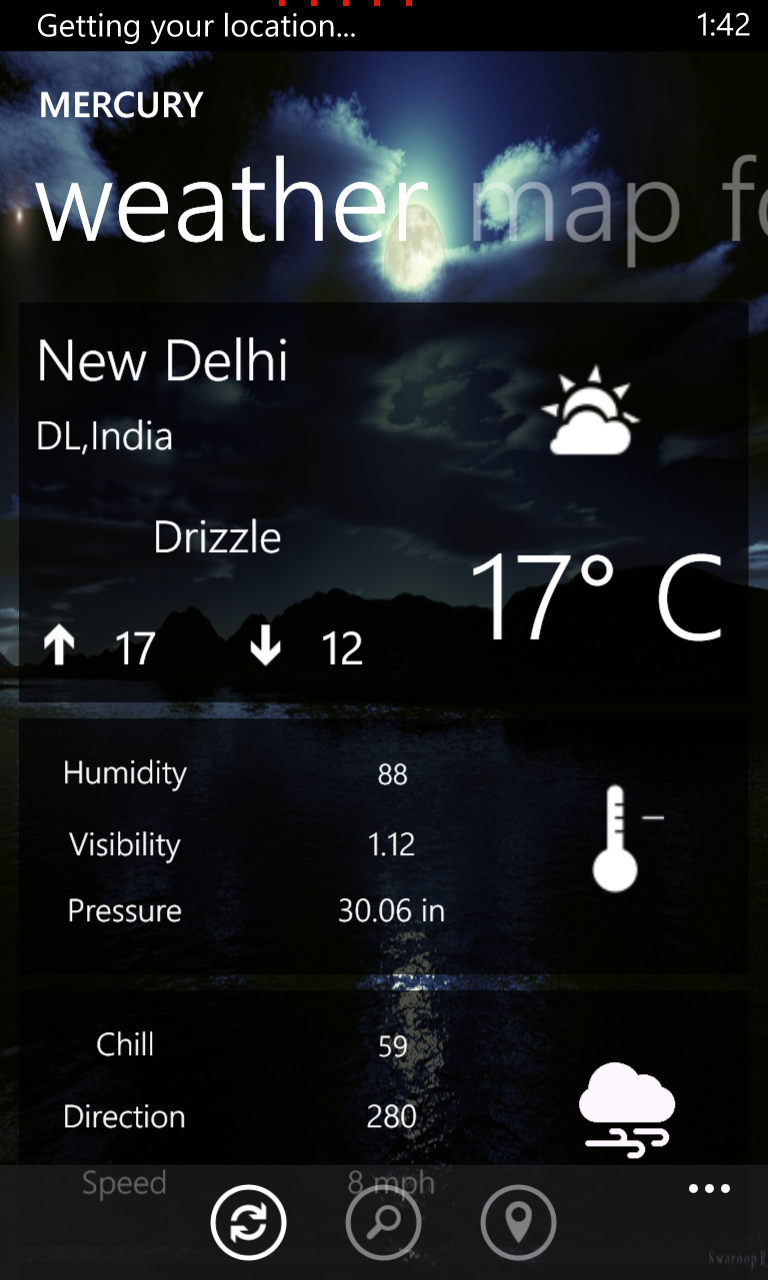 Getting your location... 1:42
MERCURY
weather map fo
New Delhi
DL,India
Drizzle
17° C
17 12
Humidity 88
Visibility 1.12
Pressure 30.06 in
Chill 59
Direction 280
Speed 8 mph
Swaroop R